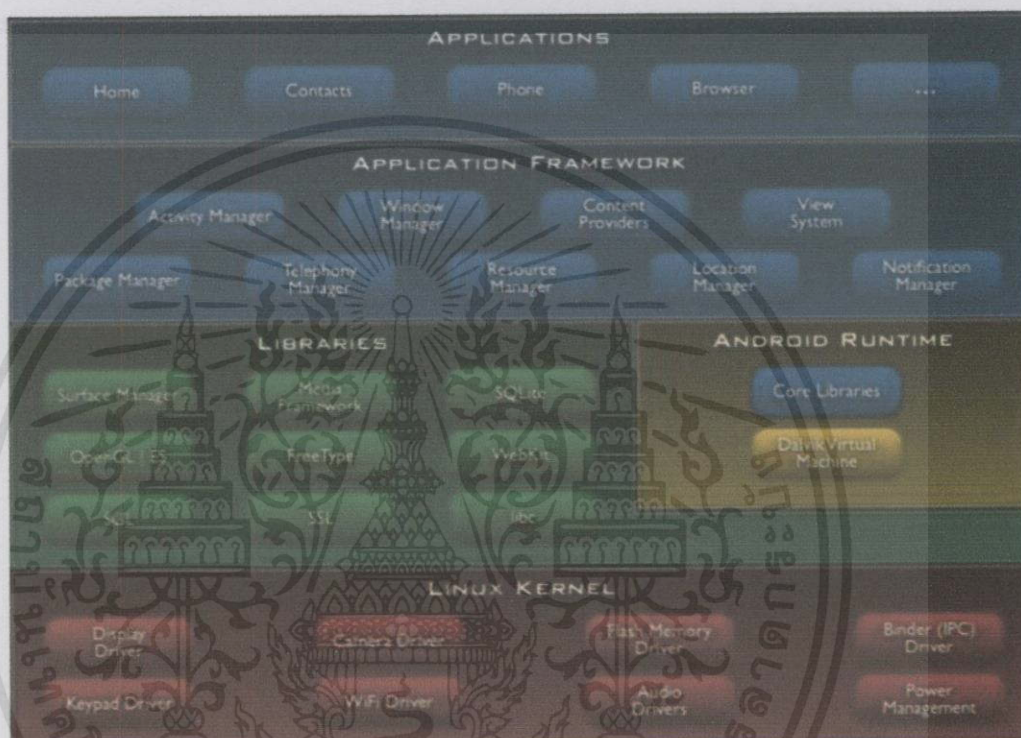 APPLICATIONS
Home Contacts Phone Browser ...
APPLICATION FRAMEWORK
Activity Manager Window Manager Content Providers View System
Package Manager Telephony Manager Resource Manager Location Manager Notification Manager
LIBRARIES ANDROID RUNTIME
Surface Manager Media Framework SQLite Core Libraries
OpenGL | ES FreeType WebKit Dalvik Virtual Machine
SGL SSL libc
LINUX KERNEL
Display Driver Camera Driver Flash Memory Driver Binder (IPC) Driver
Keypad Driver WiFi Driver Audio Drivers Power Management